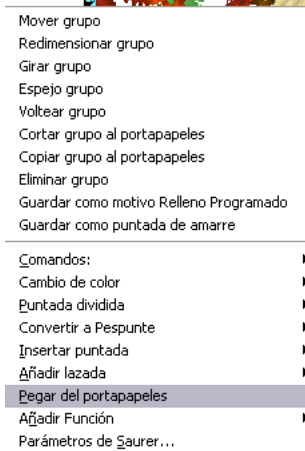 Mover grupo
Redimensionar grupo
Girar grupo
Espejo grupo
Voltear grupo
Cortar grupo al portapapeles
Copiar grupo al portapapeles
Eliminar grupo
Guardar como motivo Relleno Programado
Guardar como puntada de amarre
Comandos:
Cambio de color
Puntada dividida
Convertir a Pespunte
Insertar puntada
Añadir lazada
Pegar del portapapeles
Añadir Función
Parámetros de Saurer...